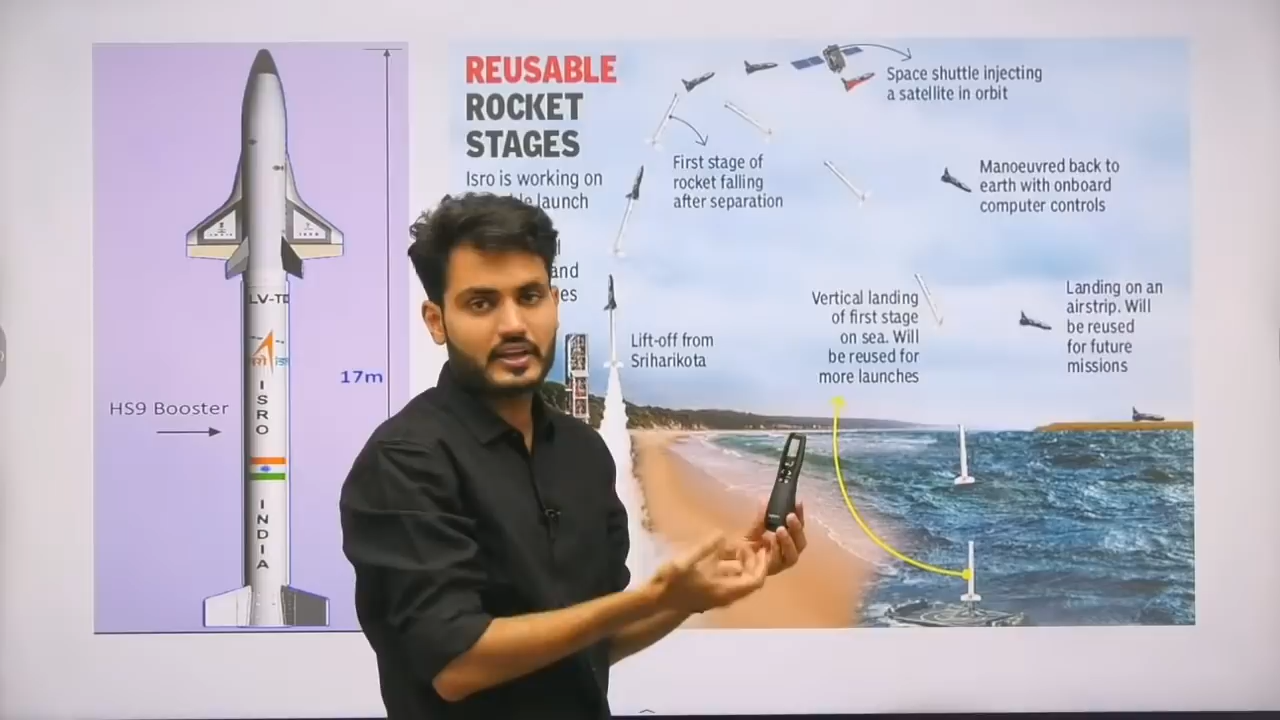 17m
HS9 Booster
LV-TD
ISRO
INDIA
REUSABLE
ROCKET
STAGES
Isro is working on
launch
and
Space shuttle injecting
a satellite in orbit
First stage of
rocket falling
after separation
Manoeuvred back to
earth with onboard
computer controls
Lift-off from
Sriharikota
Vertical landing
of first stage
on sea. Will
be reused for
more launches
Landing on an
airstrip. Will
be reused
for future
missions